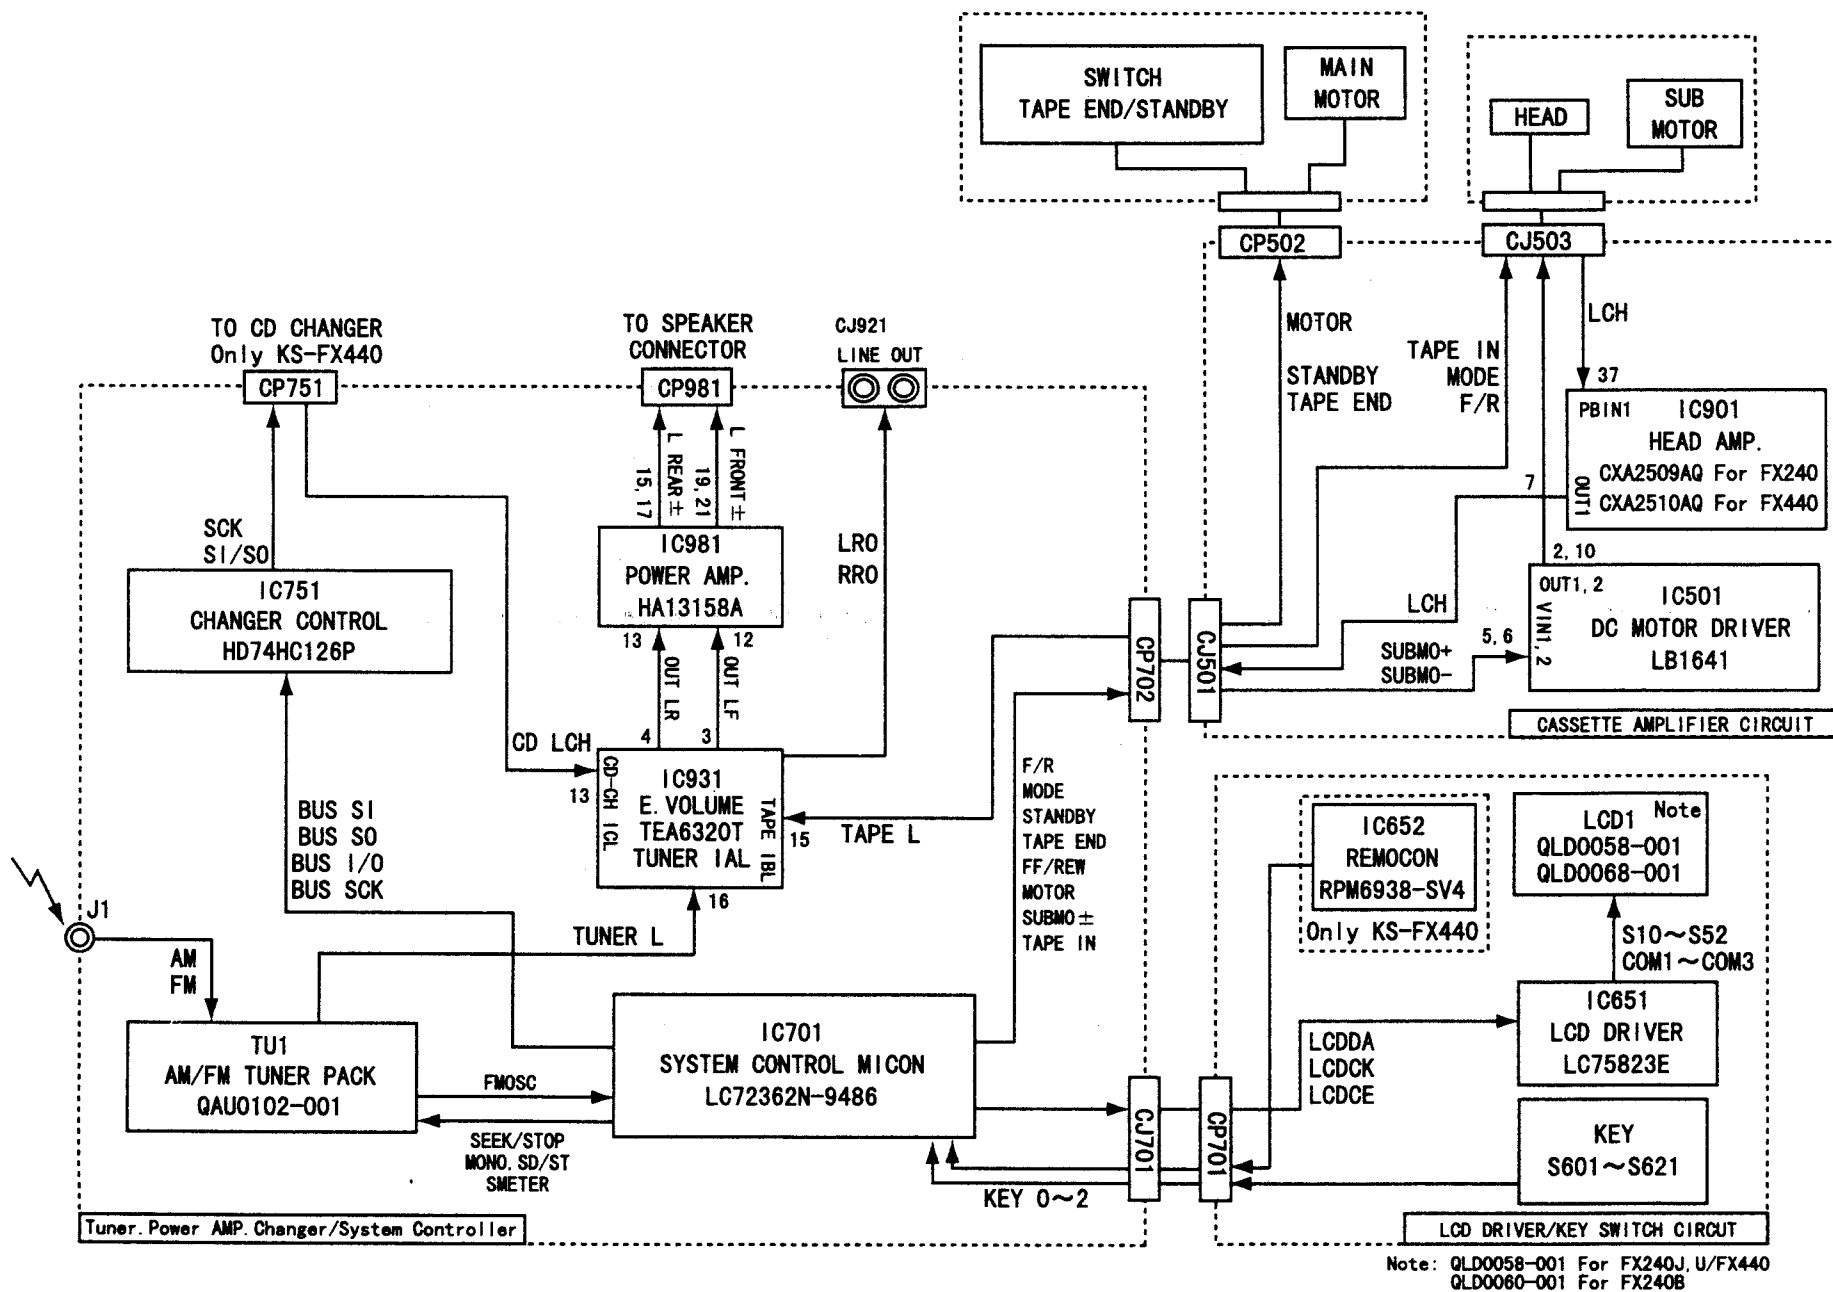 SWITCH
TAPE END/STANDBY
MAIN
MOTOR
HEAD
SUB
MOTOR
CP502
CJ503
MOTOR
STANDBY
TAPE END
TAPE IN
MODE
F/R
LCH
37
PBIN1
IC901
HEAD AMP.
CXA2509AQ For FX240
CXA2510AQ For FX440
OUT1
7
2, 10
OUT1, 2
VIN1, 2
IC501
DC MOTOR DRIVER
LB1641
5, 6
LCH
SUBMO+
SUBMO-
CJ501
CASSETTE AMPLIFIER CIRCUIT
TO CD CHANGER
Only KS-FX440
CP751
TO SPEAKER
CONNECTOR
CP981
CJ921
LINE OUT
L REAR±
15, 17
L FRONT±
19, 21
SCK
SI/SO
LRO
RRO
IC751
CHANGER CONTROL
HD74HC126P
IC981
POWER AMP.
HA13158A
13
12
OUT LR
OUT LF
4
3
CP702
CD LCH
13
IC931
E. VOLUME
TEA6320T
TUNER IAL
CD-CH ICL
TAPE IBL
15
TAPE L
16
BUS SI
BUS SO
BUS I/O
BUS SCK
F/R
MODE
STANDBY
TAPE END
FF/REW
MOTOR
SUBMO±
TAPE IN
J1
AM
FM
TUNER L
TU1
AM/FM TUNER PACK
QAU0102-001
FMOSC
SEEK/STOP
MONO. SD/ST
SMETER
IC701
SYSTEM CONTROL MICON
LC72362N-9486
KEY 0～2
CJ701
CP701
Tuner. Power AMP. Changer/System Controller
IC652
REMOCON
RPM6938-SV4
Only KS-FX440
LCD1 Note
QLD0058-001
QLD0068-001
S10～S52
COM1～COM3
IC651
LCD DRIVER
LC75823E
LCDDA
LCDCK
LCDCE
KEY
S601～S621
LCD DRIVER/KEY SWITCH CIRCUT
Note: QLD0058-001 For FX240J, U/FX440
QLD0060-001 For FX240B